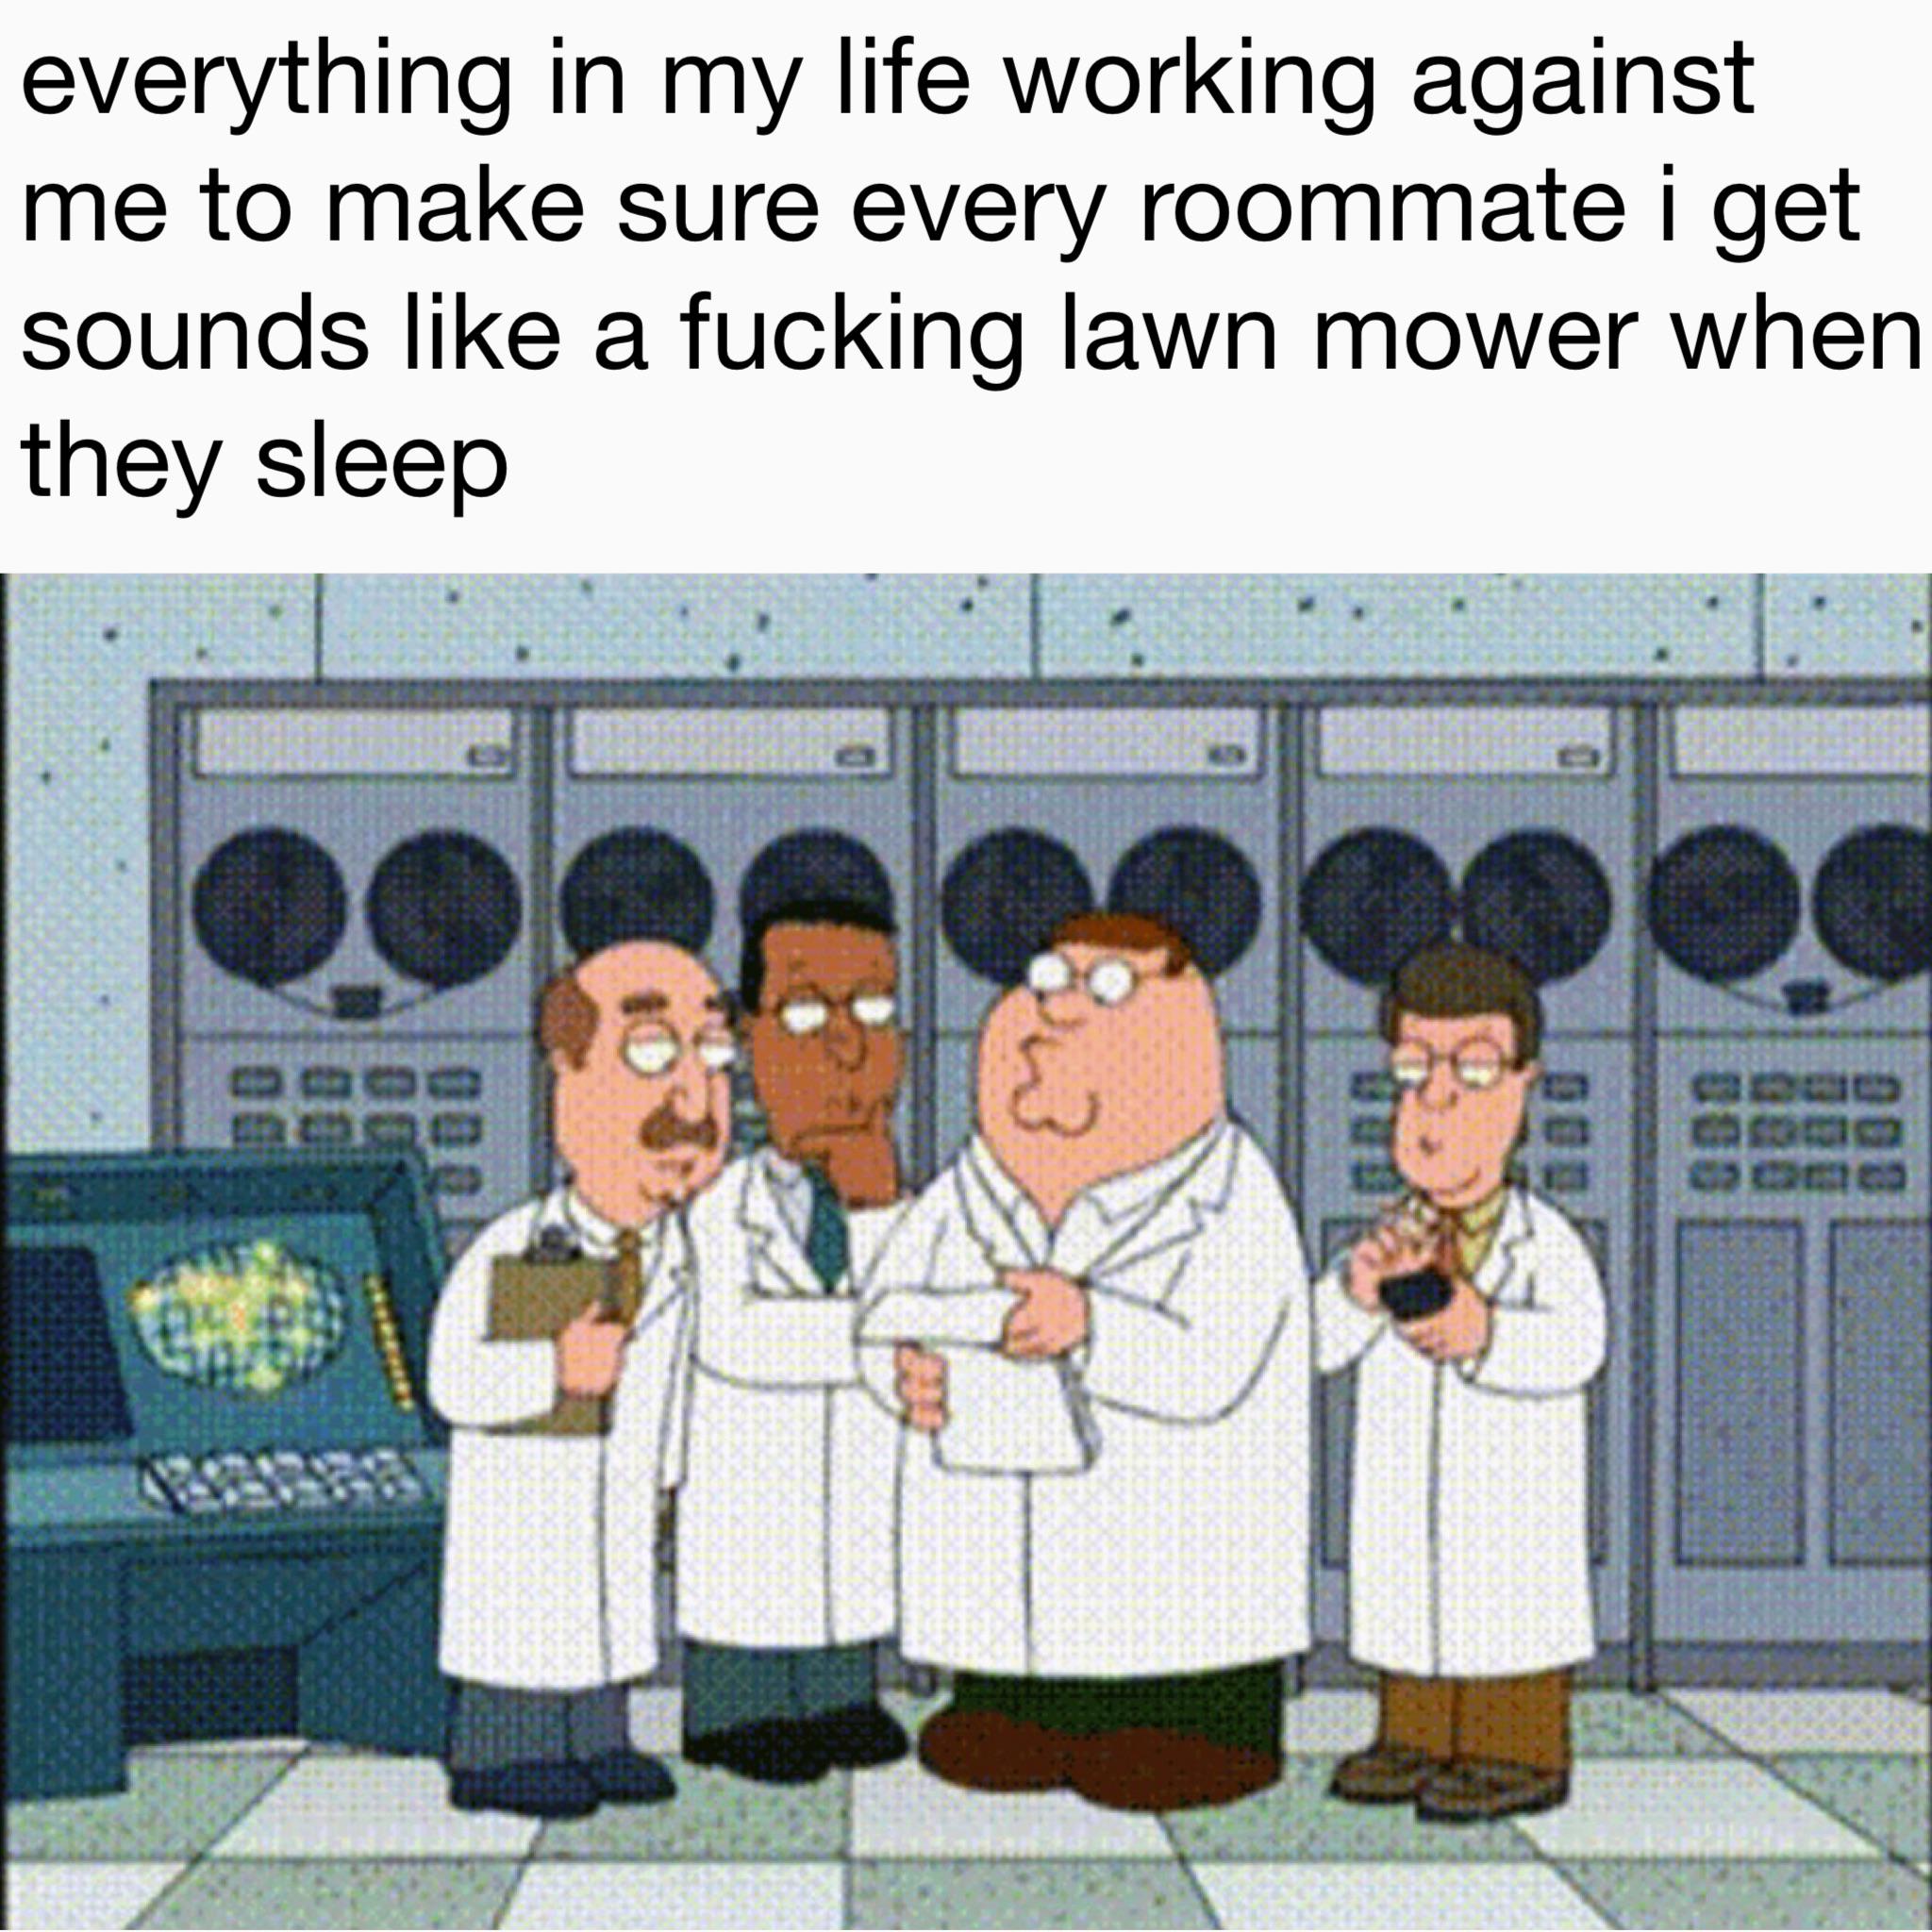 everything in my life working against
me to make sure every roommate i get
sounds like a fucking lawn mower when
they sleep